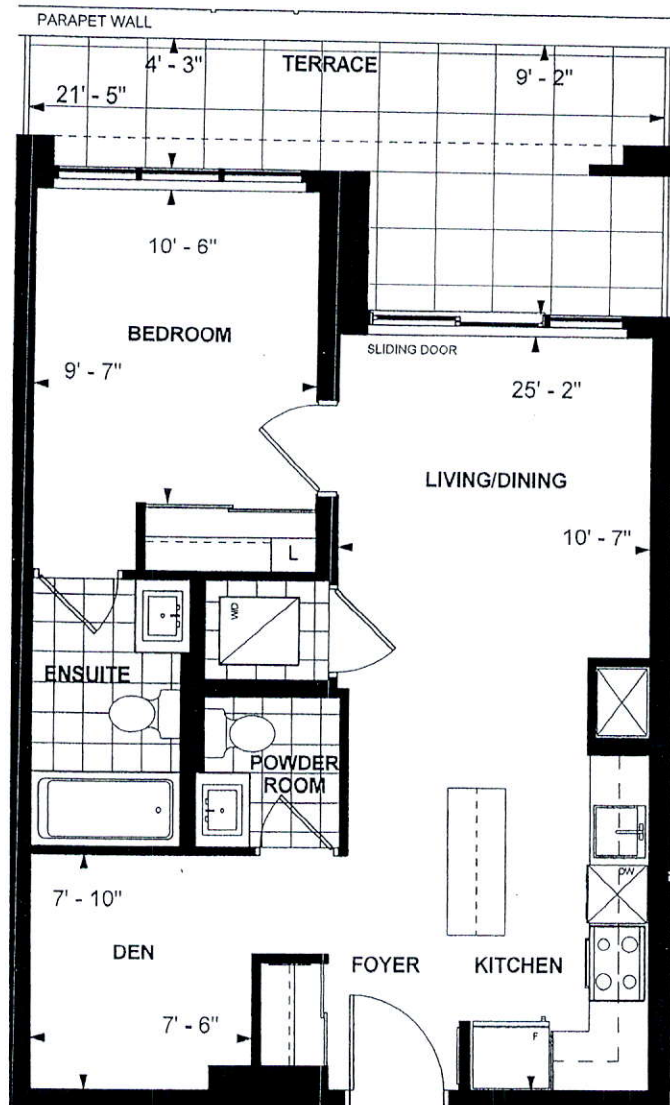 PARAPET WALL
4' - 3"
TERRACE
9' - 2"
21' - 5"
10' - 6"
BEDROOM
SLIDING DOOR
9' - 7"
25' - 2"
LIVING/DINING
10' - 7"
L
W/D
ENSUITE
POWDER
ROOM
DW
7' - 10"
DEN
FOYER
KITCHEN
7' - 6"
F